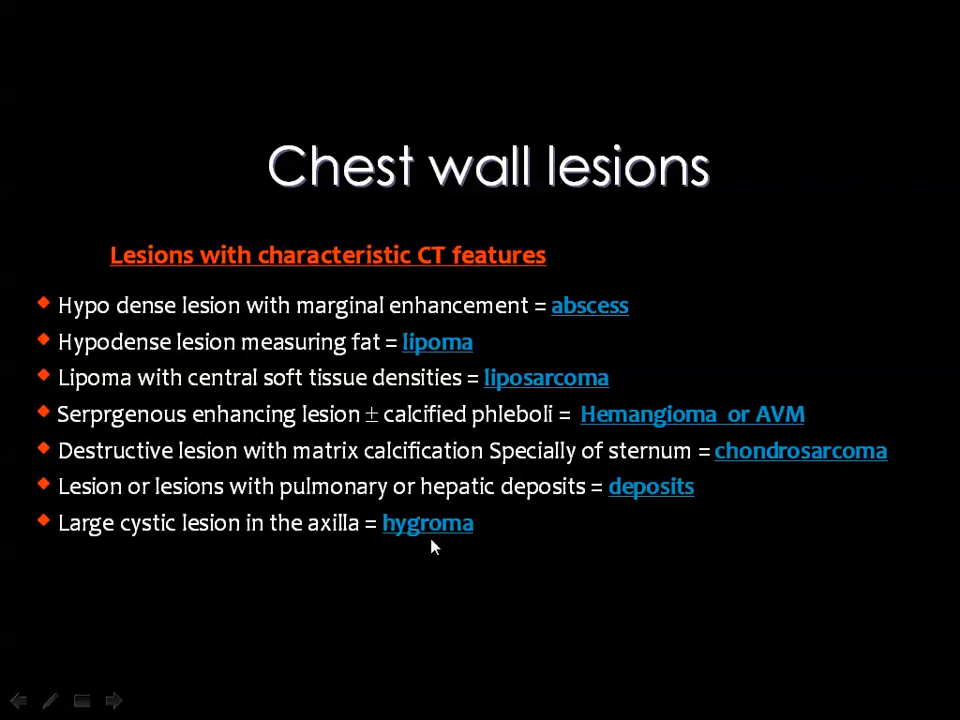 Chest wall lesions
Lesions with characteristic CT features
Hypo dense lesion with marginal enhancement = abscess
Hypodense lesion measuring fat = lipoma
Lipoma with central soft tissue densities = liposarcoma
Serprgenous enhancing lesion ± calcified phleboli = Hemangioma or AVM
Destructive lesion with matrix calcification Specially of sternum = chondrosarcoma
Lesion or lesions with pulmonary or hepatic deposits = deposits
Large cystic lesion in the axilla = hygroma